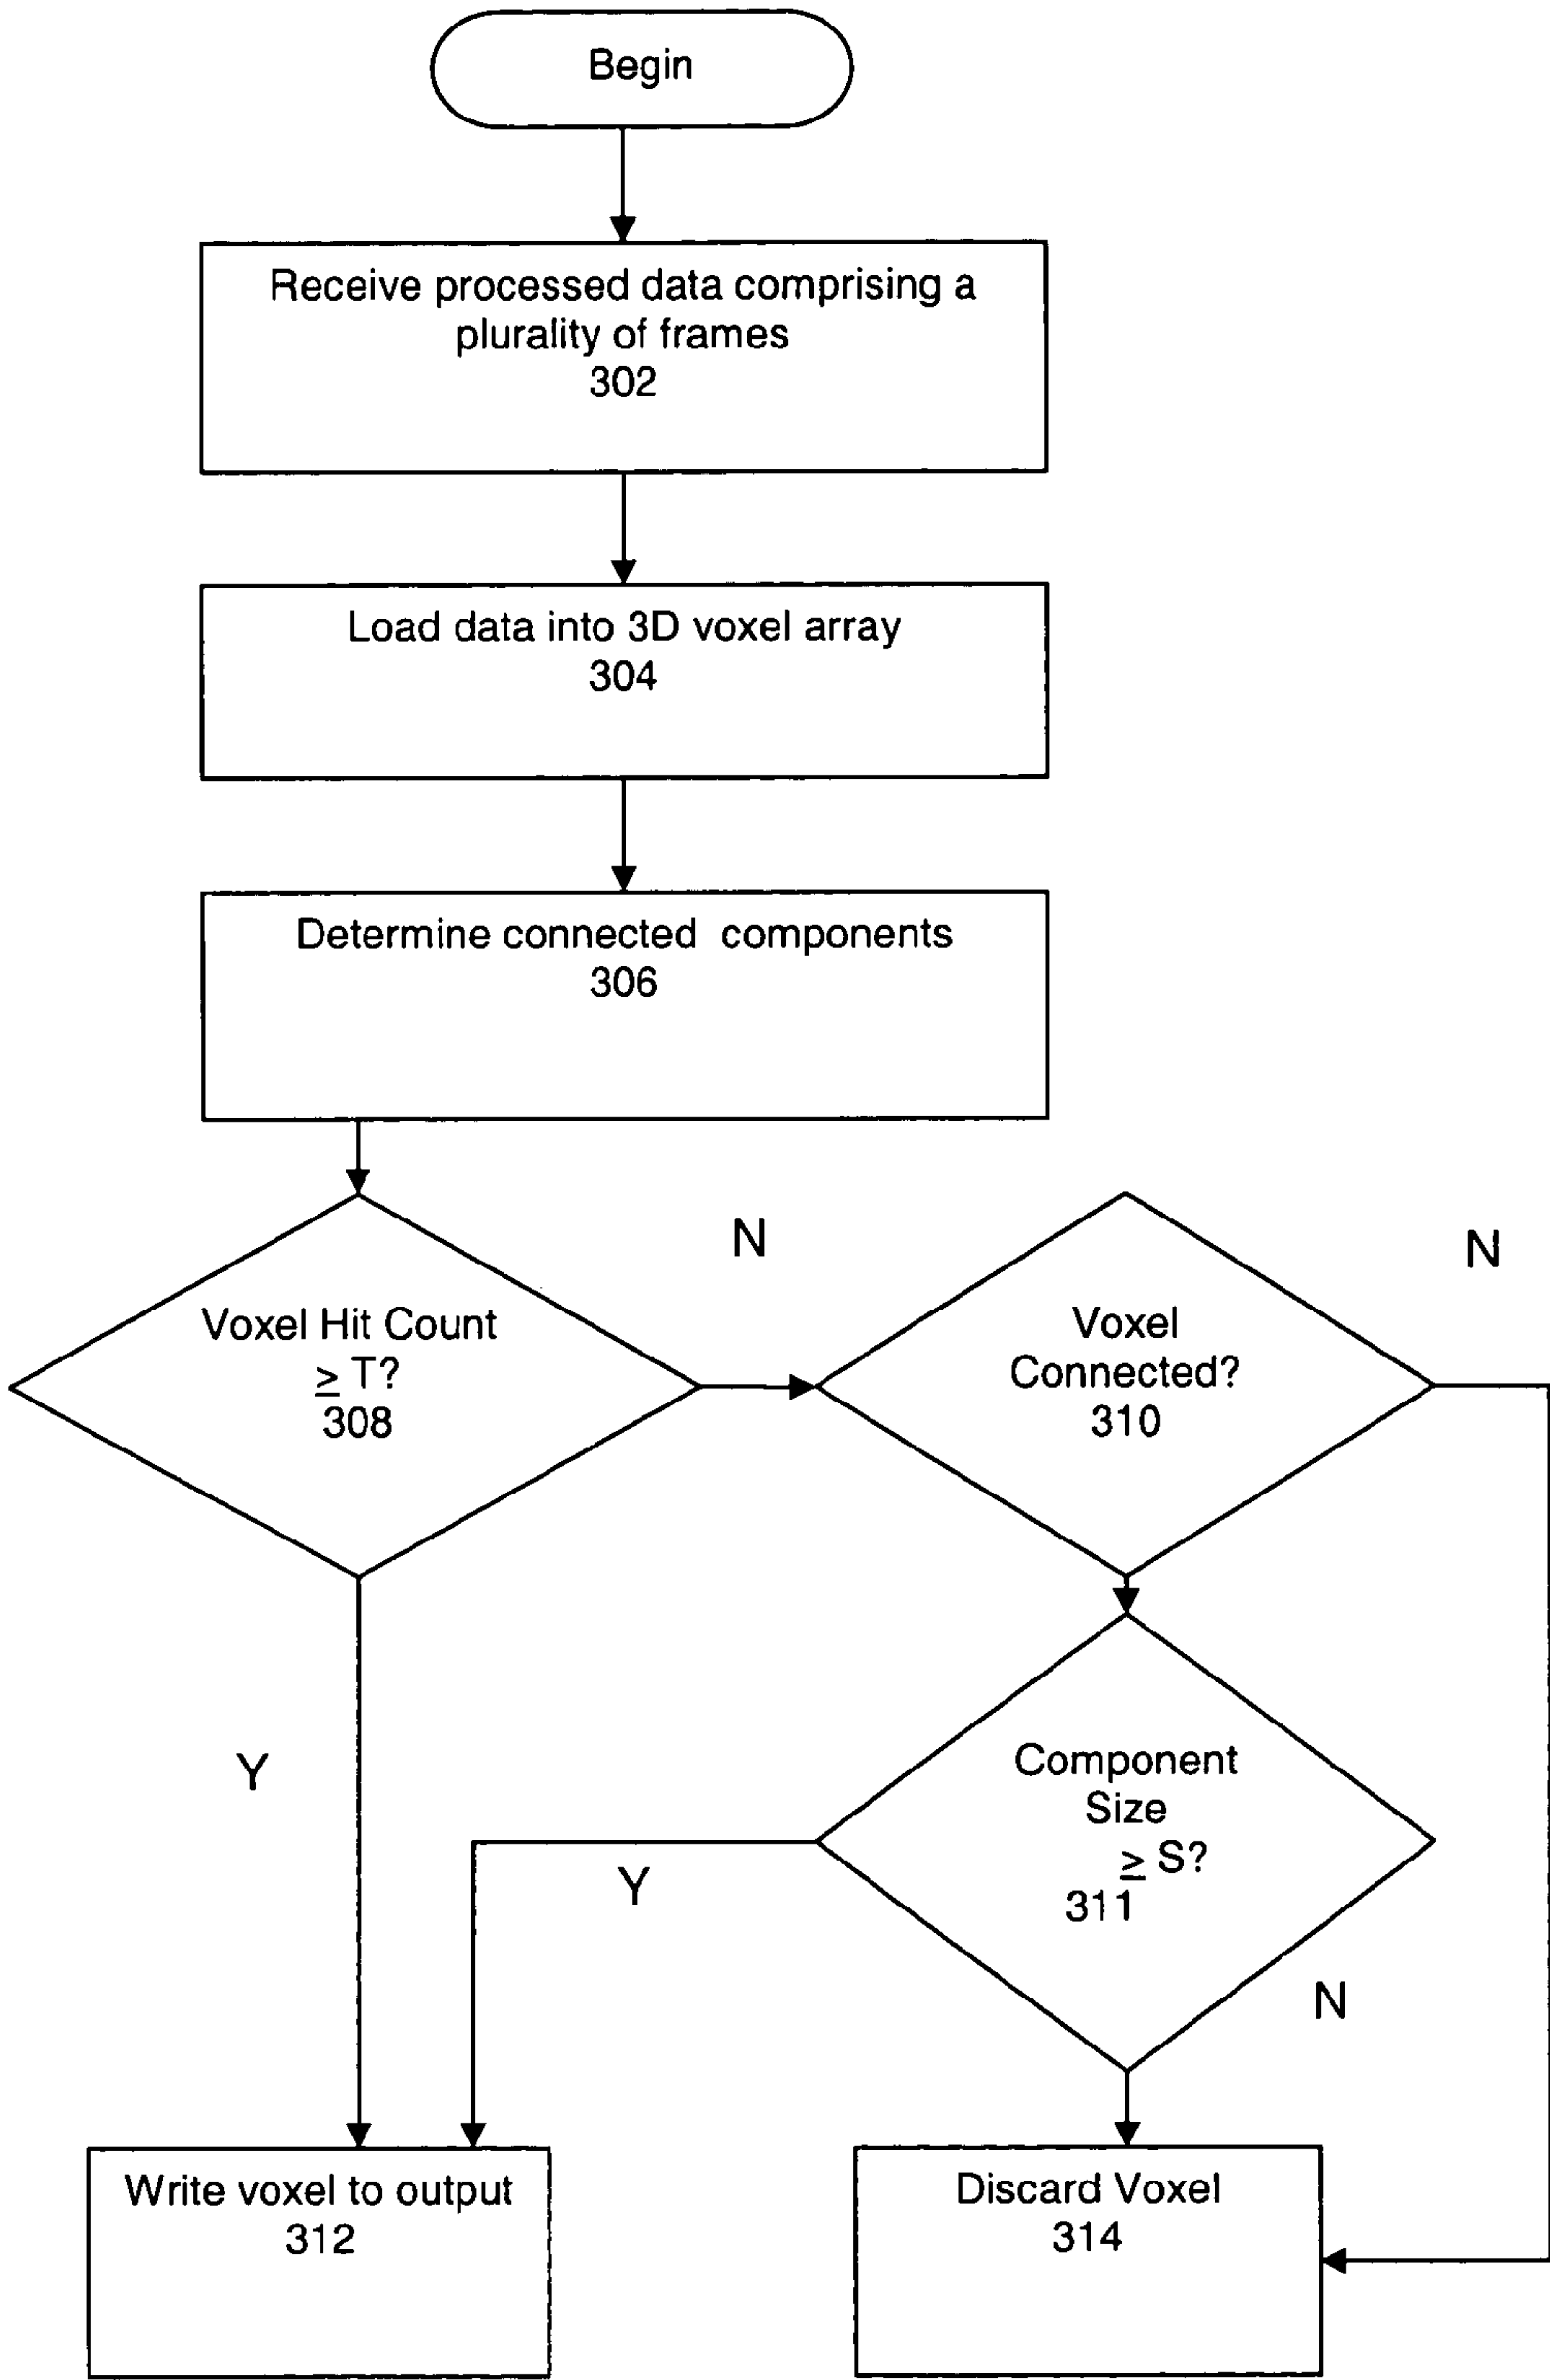 Begin
Receive processed data comprising a
plurality of frames
302
Load data into 3D voxel array
304
Determine connected components
306
N
N
Voxel Hit Count
≥ T?
308
Voxel
Connected?
310
Y
Component
Size
≥ S?
311
Y
N
Write voxel to output
312
Discard Voxel
314